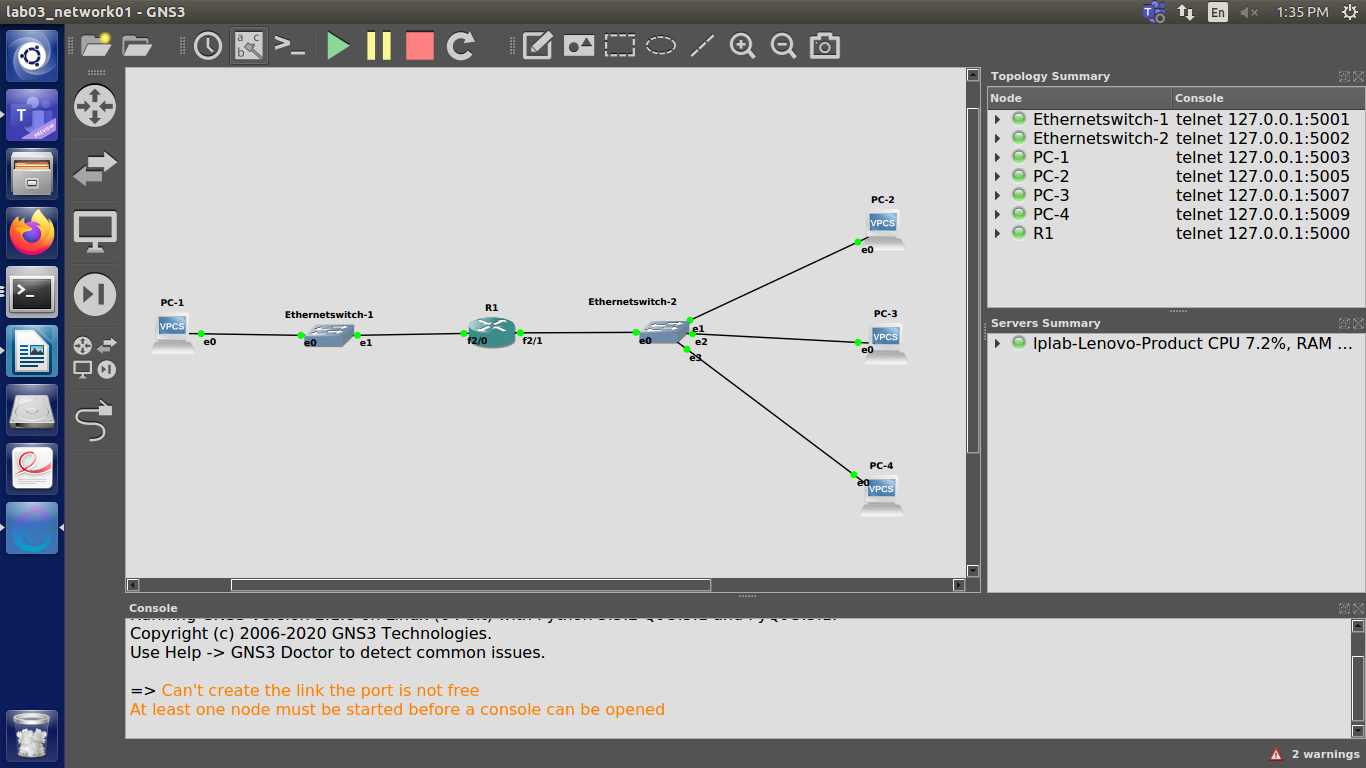 lab03_network01 - GNS3
En
1:35 PM
T
PREVIEW
a c
b
Topology Summary
Node Console
Ethernetswitch-1 telnet 127.0.0.1:5001
Ethernetswitch-2 telnet 127.0.0.1:5002
PC-1 telnet 127.0.0.1:5003
PC-2 telnet 127.0.0.1:5005
PC-3 telnet 127.0.0.1:5007
PC-4 telnet 127.0.0.1:5009
R1 telnet 127.0.0.1:5000
Servers Summary
lplab-Lenovo-Product CPU 7.2%, RAM ...
PC-2
VPCS
e0
PC-1
VPCS
e0
Ethernetswitch-1
e0
e1
R1
f2/0
f2/1
Ethernetswitch-2
e0
e1
e2
e3
PC-3
VPCS
e0
PC-4
e0
VPCS
Console
Copyright (c) 2006-2020 GNS3 Technologies.
Use Help -> GNS3 Doctor to detect common issues.
=> Can't create the link the port is not free
At least one node must be started before a console can be opened
2 warnings